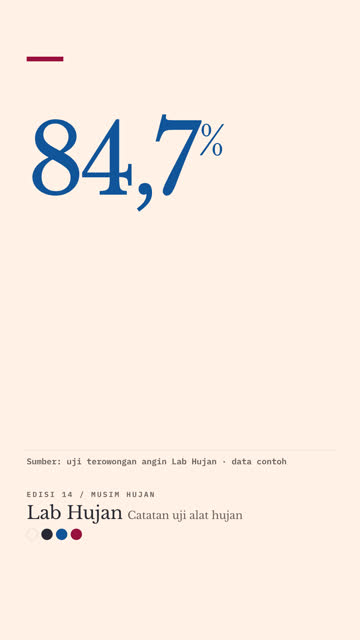 84,7%
Sumber: uji terowongan angin Lab Hujan · data contoh
EDISI 14 / MUSIM HUJAN
Lab Hujan Catatan uji alat hujan